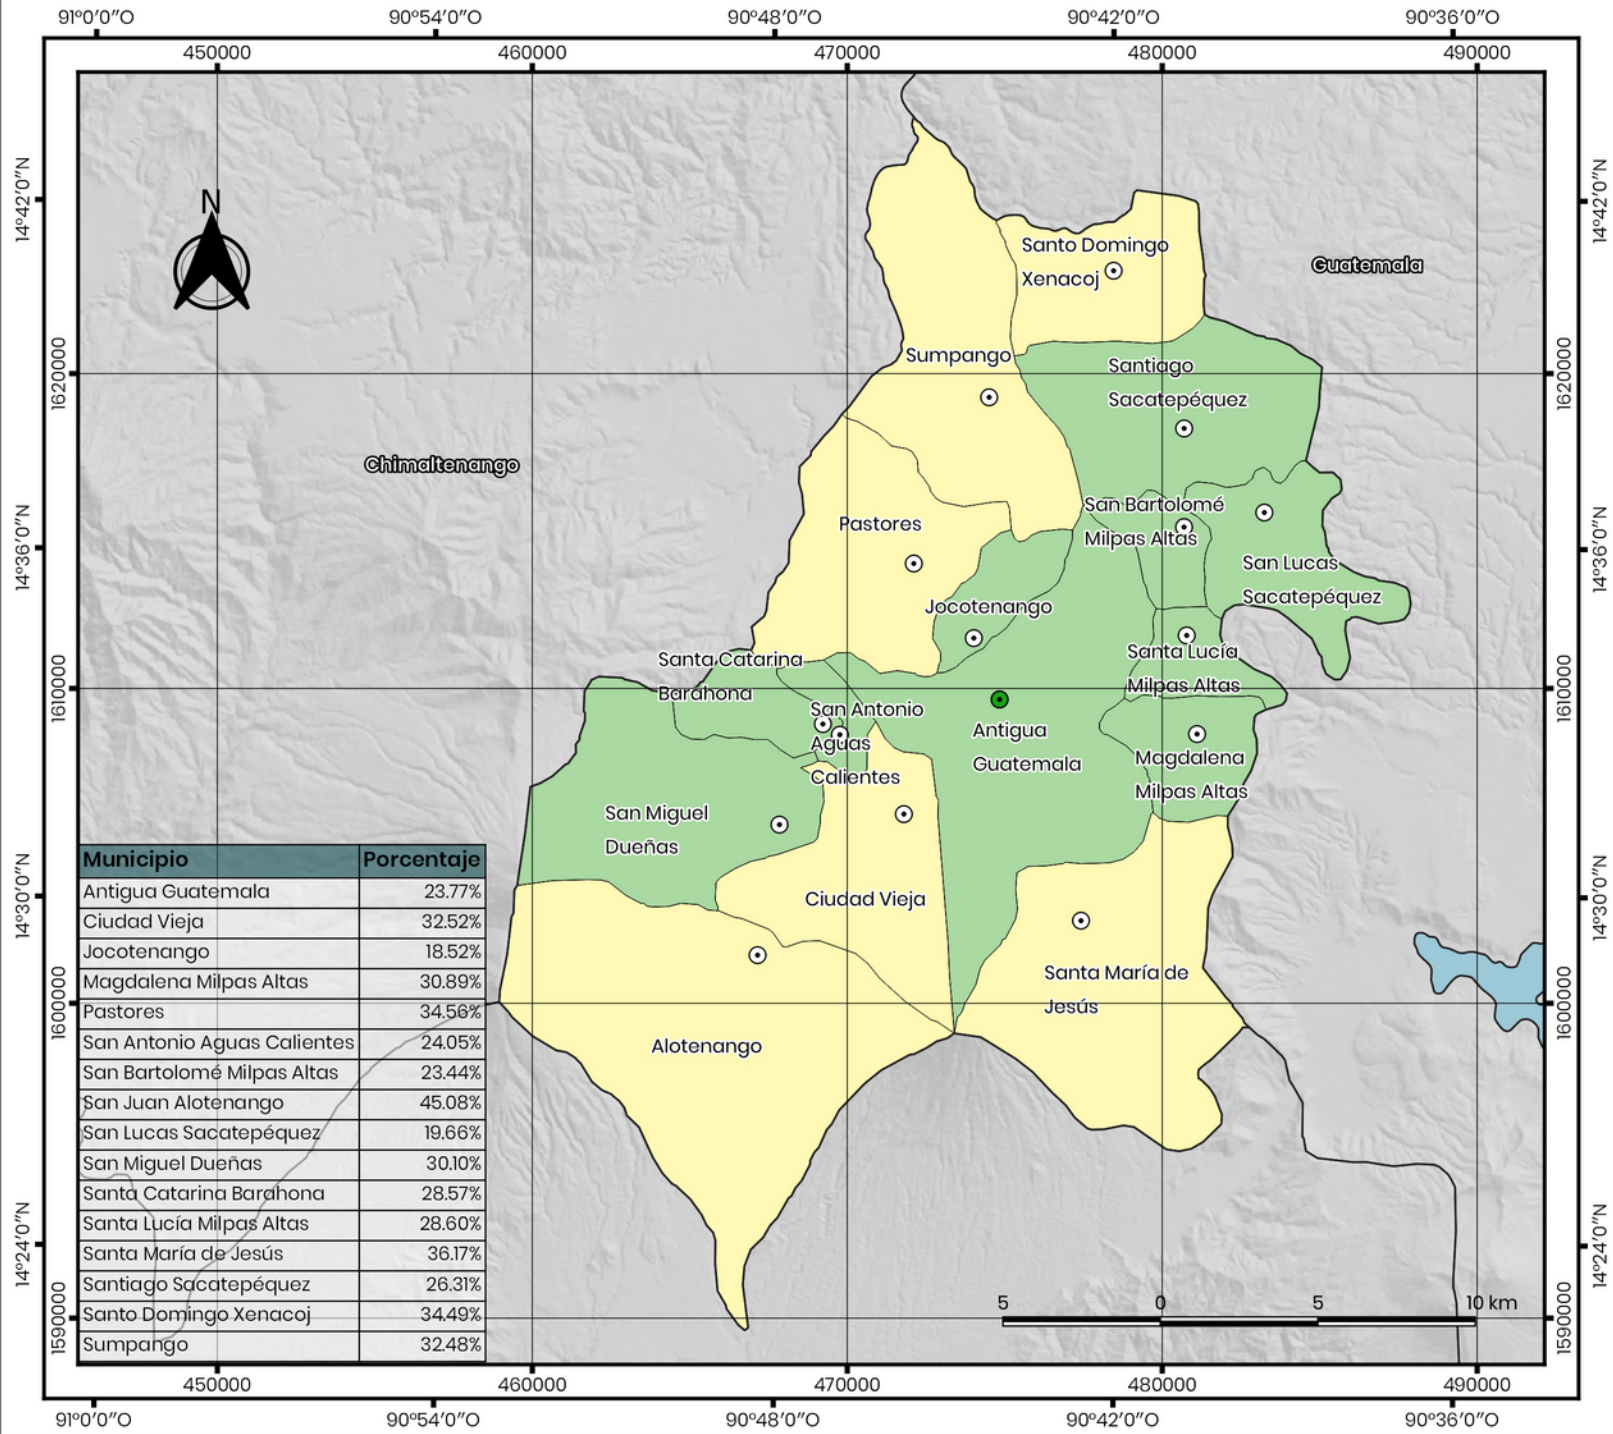 91°0'0"O 90°54'0"O 90°48'0"O 90°42'0"O 90°36'0"O
450000 460000 470000 480000 490000
14°42'0"N
14°42'0"N
N
Santo Domingo
Xenacoj
Guatemala
Sumpango
Santiago
Sacatepéquez
1620000
1620000
Chimaltenango
San Bartolomé
Milpas Altas
Pastores
14°36'0"N
14°36'0"N
San Lucas
Sacatepéquez
Jocotenango
Santa Lucía
Milpas Altas
Santa Catarina
Barahona
1610000
1610000
San Antonio
Aguas
Calientes
Antigua
Guatemala
Magdalena
Milpas Altas
San Miguel
Dueñas
Ciudad Vieja
14°30'0"N
14°30'0"N
Santa María de
Jesús
1600000
1600000
Alotenango
Municipio Porcentaje
Antigua Guatemala 23.77%
Ciudad Vieja 32.52%
Jocotenango 18.52%
Magdalena Milpas Altas 30.89%
Pastores 34.56%
San Antonio Aguas Calientes 24.05%
San Bartolomé Milpas Altas 23.44%
San Juan Alotenango 45.08%
San Lucas Sacatepéquez 19.66%
San Miguel Dueñas 30.10%
Santa Catarina Barahona 28.57%
Santa Lucía Milpas Altas 28.60%
Santa María de Jesús 36.17%
Santiago Sacatepéquez 26.31%
Santo Domingo Xenacoj 34.49%
Sumpango 32.48%
14°24'0"N
14°24'0"N
5 0 5 10 km
1590000
1590000
450000 460000 470000 480000 490000
91°0'0"O 90°54'0"O 90°48'0"O 90°42'0"O 90°36'0"O